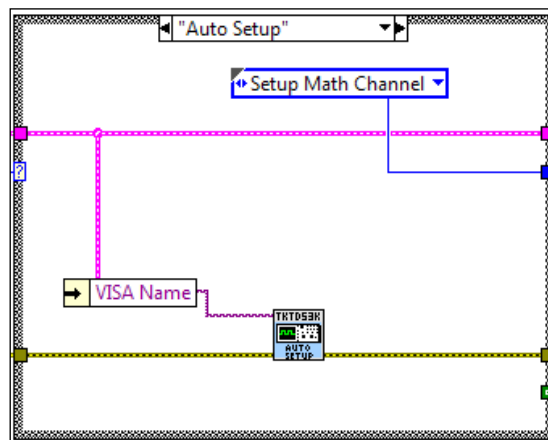 "Auto Setup"
Setup Math Channel
?
VISA Name
TKTDS3K
AUTO
SETUP